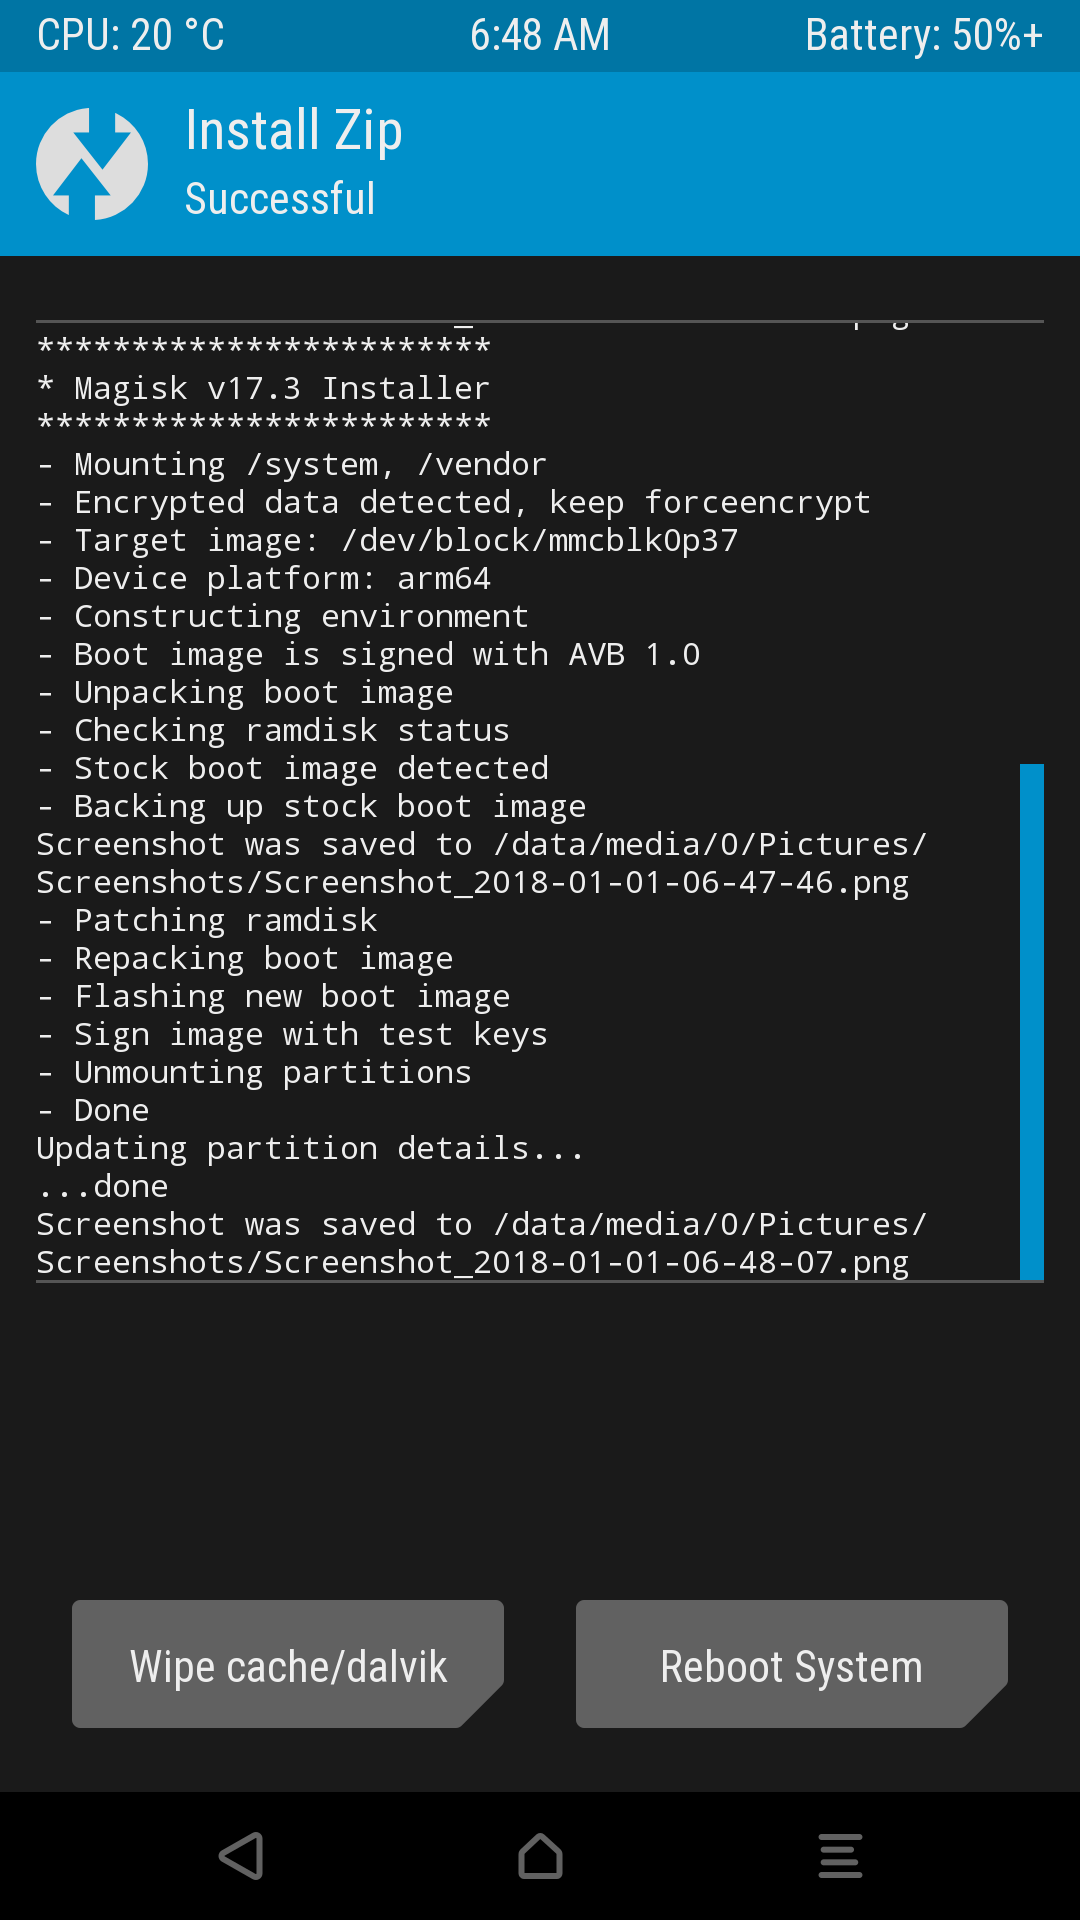 CPU: 20 °C
6:48 AM
Battery: 50%+
Install Zip
Successful
************************
* Magisk v17.3 Installer
************************
- Mounting /system, /vendor
- Encrypted data detected, keep forceencrypt
- Target image: /dev/block/mmcblk0p37
- Device platform: arm64
- Constructing environment
- Boot image is signed with AVB 1.0
- Unpacking boot image
- Checking ramdisk status
- Stock boot image detected
- Backing up stock boot image
Screenshot was saved to /data/media/0/Pictures/
Screenshots/Screenshot_2018-01-01-06-47-46.png
- Patching ramdisk
- Repacking boot image
- Flashing new boot image
- Sign image with test keys
- Unmounting partitions
- Done
Updating partition details...
...done
Screenshot was saved to /data/media/0/Pictures/
Screenshots/Screenshot_2018-01-01-06-48-07.png
Wipe cache/dalvik
Reboot System